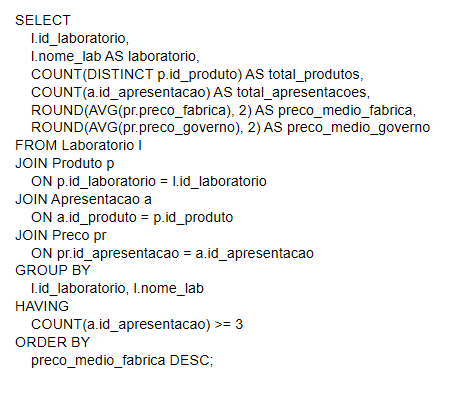 SELECT
l.id_laboratorio,
l.nome_lab AS laboratorio,
COUNT(DISTINCT p.id_produto) AS total_produtos,
COUNT(a.id_apresentacao) AS total_apresentacoes,
ROUND(AVG(pr.preco_fabrica), 2) AS preco_medio_fabrica,
ROUND(AVG(pr.preco_governo), 2) AS preco_medio_governo
FROM Laboratorio l
JOIN Produto p
ON p.id_laboratorio = l.id_laboratorio
JOIN Apresentacao a
ON a.id_produto = p.id_produto
JOIN Preco pr
ON pr.id_apresentacao = a.id_apresentacao
GROUP BY
l.id_laboratorio, l.nome_lab
HAVING
COUNT(a.id_apresentacao) >= 3
ORDER BY
preco_medio_fabrica DESC;